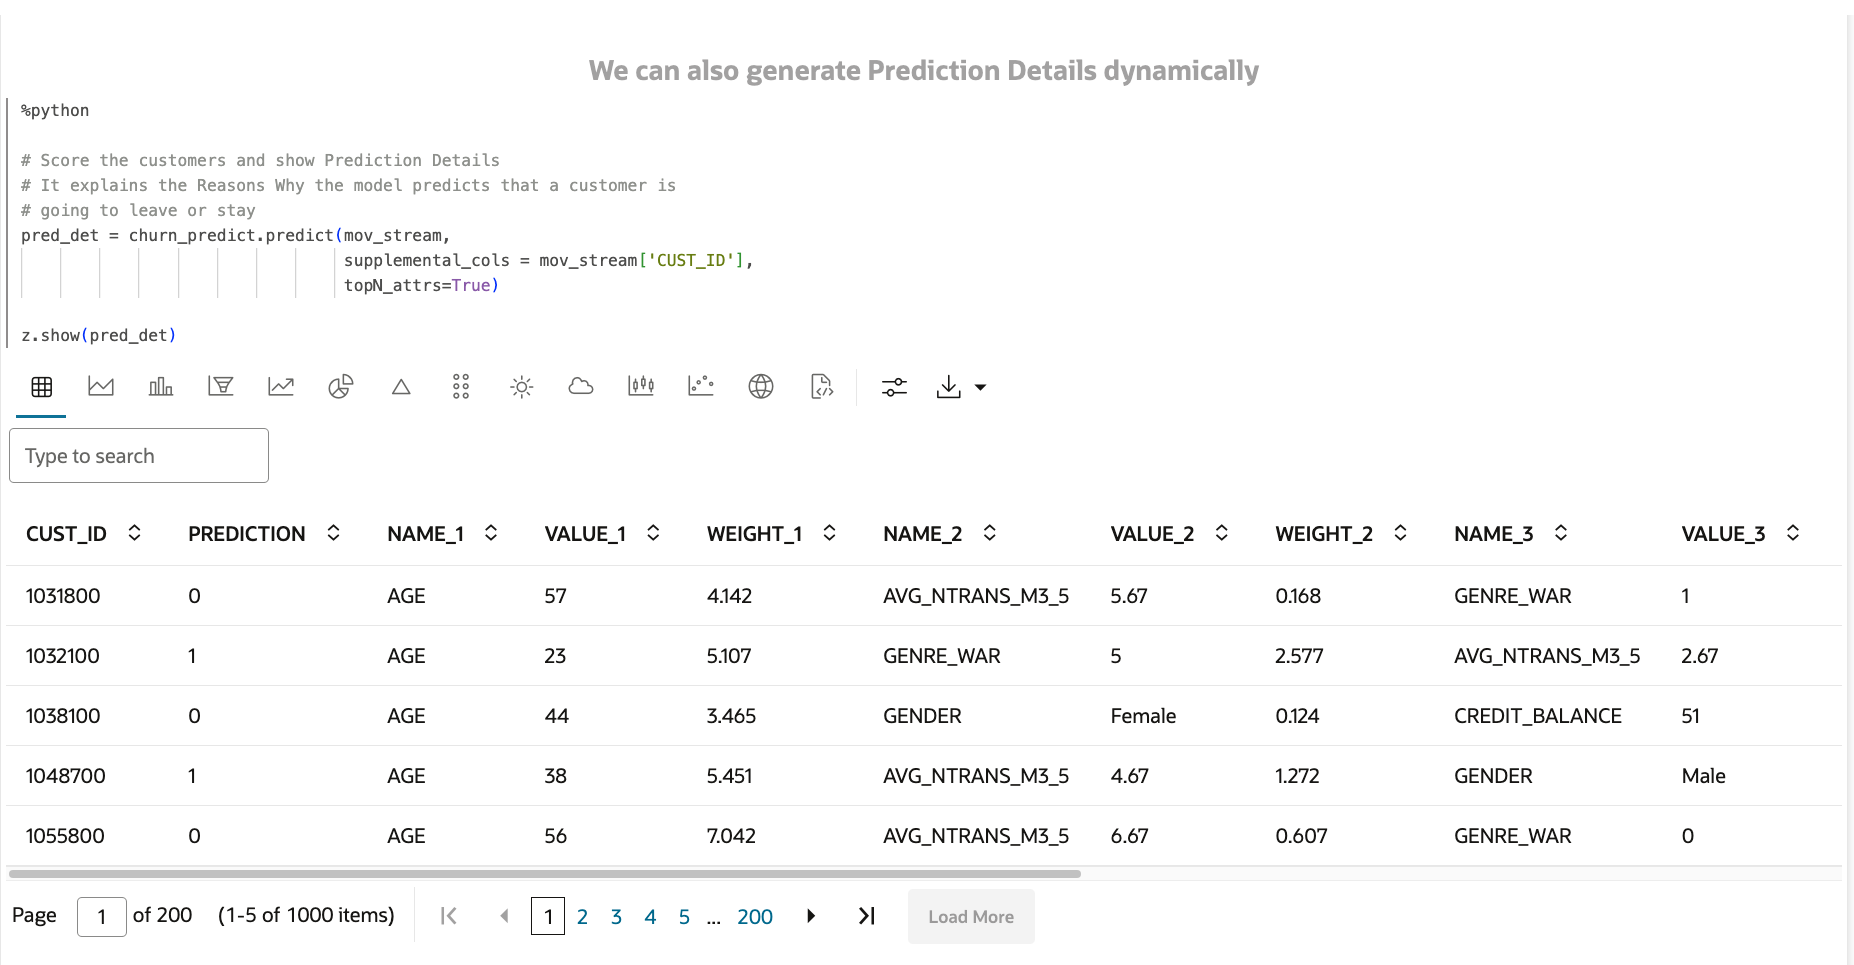 We can also generate Prediction Details dynamically
%python
# Score the customers and show Prediction Details
# It explains the Reasons Why the model predicts that a customer is
# going to leave or stay
pred_det = churn_predict.predict(mov_stream,
supplemental_cols = mov_stream['CUST_ID'],
topN_attrs=True)
z.show(pred_det)
Type to search
CUST_ID PREDICTION NAME_1 VALUE_1 WEIGHT_1 NAME_2 VALUE_2 WEIGHT_2 NAME_3 VALUE_3
1031800 0 AGE 57 4.142 AVG_NTRANS_M3_5 5.67 0.168 GENRE_WAR 1
1032100 1 AGE 23 5.107 GENRE_WAR 5 2.577 AVG_NTRANS_M3_5 2.67
1038100 0 AGE 44 3.465 GENDER Female 0.124 CREDIT_BALANCE 51
1048700 1 AGE 38 5.451 AVG_NTRANS_M3_5 4.67 1.272 GENDER Male
1055800 0 AGE 56 7.042 AVG_NTRANS_M3_5 6.67 0.607 GENRE_WAR 0
Page 1 of 200 (1-5 of 1000 items) 1 2 3 4 5 ... 200 Load More